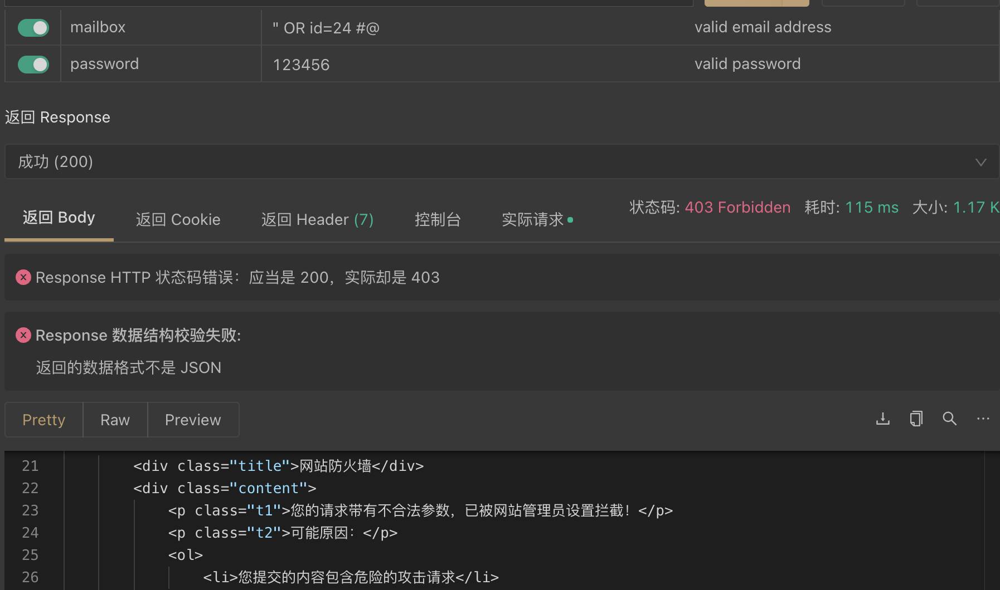 mailbox " OR id=24 #@ valid email address
password 123456 valid password
返回 Response
成功 (200)
返回 Body 返回 Cookie 返回 Header (7) 控制台 实际请求 状态码: 403 Forbidden 耗时: 115 ms 大小: 1.17 K
Response HTTP 状态码错误：应当是 200，实际却是 403
Response 数据结构校验失败:
返回的数据格式不是 JSON
Pretty Raw Preview
21 <div class="title">网站防火墙</div>
22 <div class="content">
23 <p class="t1">您的请求带有不合法参数，已被网站管理员设置拦截！</p>
24 <p class="t2">可能原因：</p>
25 <ol>
26 <li>您提交的内容包含危险的攻击请求</li>